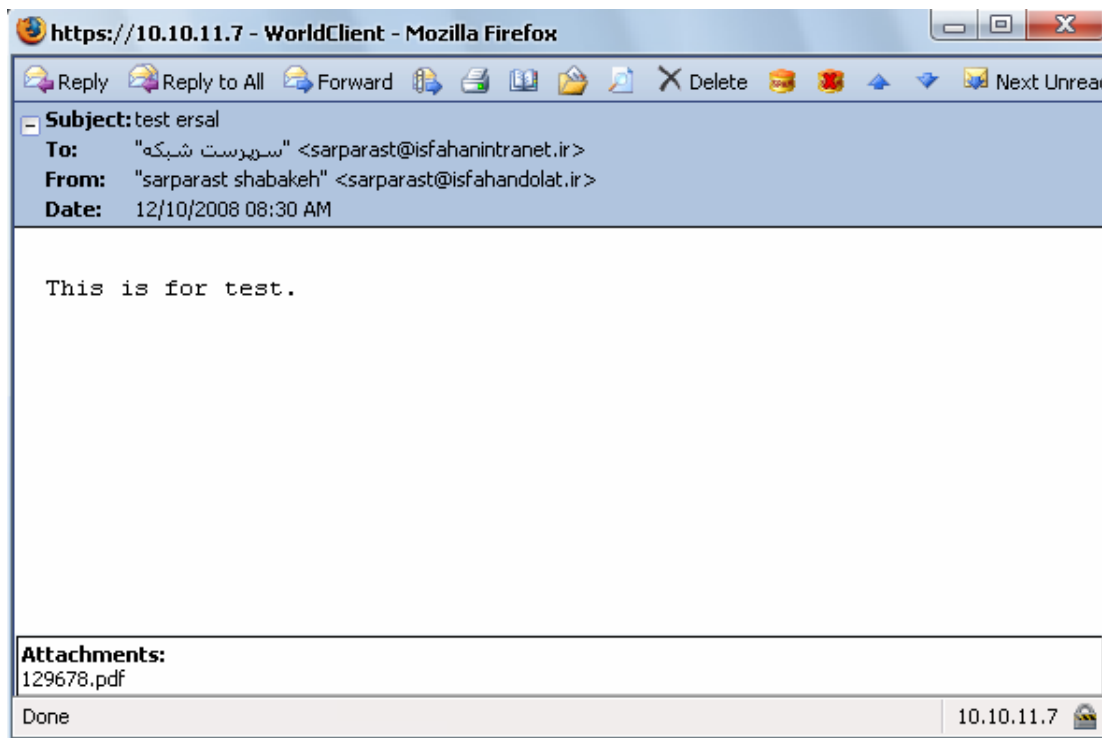 https://10.10.11.7 - WorldClient - Mozilla Firefox
Reply Reply to All Forward Delete Next Unrea
Subject: test ersal
To: "سرپرست شبکه" <sarparast@isfahanintranet.ir>
From: "sarparast shabakeh" <sarparast@isfahandolat.ir>
Date: 12/10/2008 08:30 AM
This is for test.
Attachments:
129678.pdf
Done 10.10.11.7